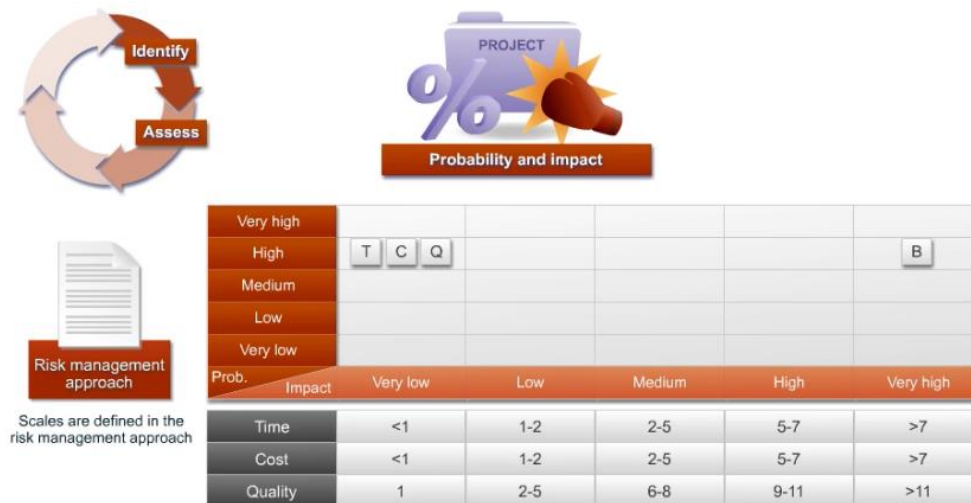 Identify
Assess
PROJECT
%
Probability and impact
Risk management
approach
Scales are defined in the
risk management approach
Very high
High T C Q B
Medium
Low
Very low
Prob. Impact Very low Low Medium High Very high
Time <1 1-2 2-5 5-7 >7
Cost <1 1-2 2-5 5-7 >7
Quality 1 2-5 6-8 9-11 >11